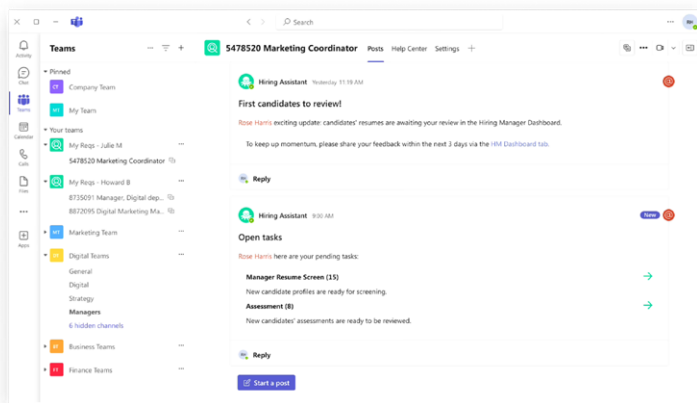 Search
Activity
Chat
Teams
Calendar
Calls
Files
Apps
Teams
Pinned
CT Company Team
MT My Team
Your teams
My Reqs - Julie M
5478520 Marketing Coordinator
My Reqs - Howard B
8735091 Manager, Digital dep...
8872095 Digital Marketing Ma...
MT Marketing Team
DT Digital Teams
General
Digital
Strategy
Managers
6 hidden channels
Business Teams
FT Finance Teams
5478520 Marketing Coordinator Posts Help Center Settings
Hiring Assistant Yesterday 11:19 AM
First candidates to review!
Rose Harris exciting update: candidates' resumes are awaiting your review in the Hiring Manager Dashboard.
To keep up momentum, please share your feedback within the next 3 days via the HM Dashboard tab.
Reply
Hiring Assistant 9:00 AM New
Open tasks
Rose Harris here are your pending tasks:
Manager Resume Screen (15)
New candidate profiles are ready for screening.
Assessment (8)
New candidates' assessments are ready to be reviewed.
Reply
Start a post